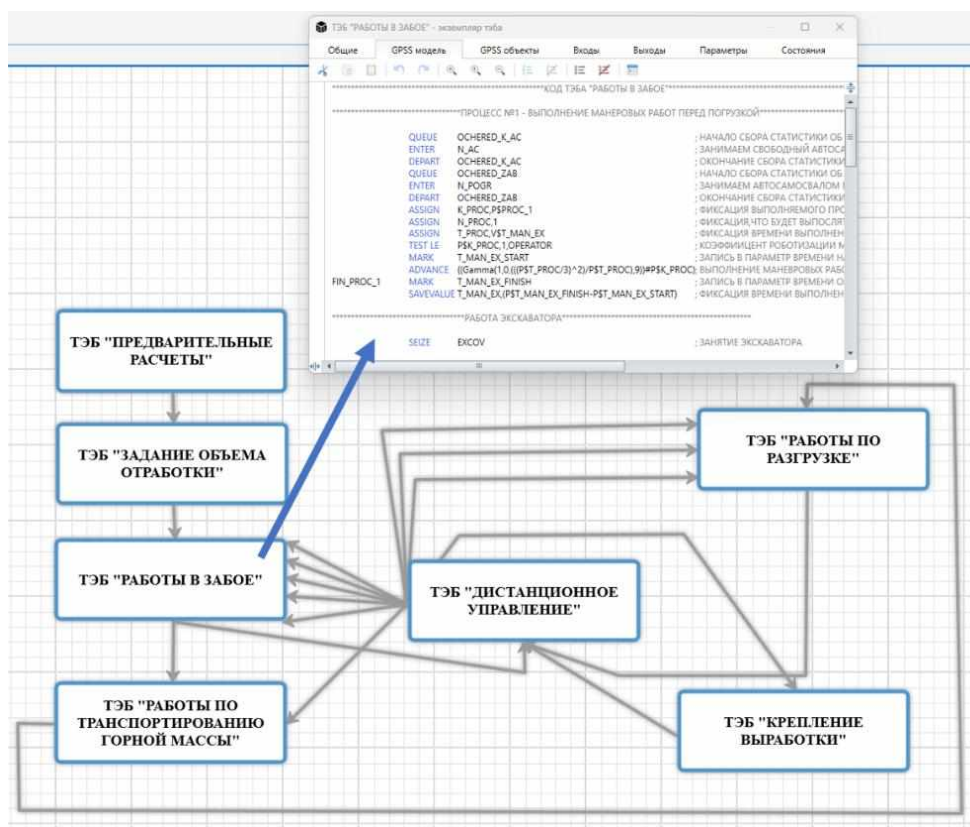 ТЭБ "РАБОТЫ В ЗАБОЕ" - экземпляр тэба
Общие GPSS модель GPSS объекты Входы Выходы Параметры Состояния
КОД ТЭБА "РАБОТЫ В ЗАБОЕ"
ПРОЦЕСС №1 - ВЫПОЛНЕНИЕ МАНЕРОВЫХ РАБОТ ПЕРЕД ПОГРУЗКОЙ
QUEUE OCHERED_K_AC ; НАЧАЛО СБОРА СТАТИСТИКИ ОБ
ENTER N_AC ; ЗАНИМАЕМ СВОБОДНЫЙ АВТОСА
DEPART OCHERED_K_AC ; ОКОНЧАНИЕ СБОРА СТАТИСТИКИ
QUEUE OCHERED_ZAB ; НАЧАЛО СБОРА СТАТИСТИКИ ОБ
ENTER N_POGR ; ЗАНИМАЕМ АВТОСАМОСВАЛОМ
DEPART OCHERED_ZAB ; ОКОНЧАНИЕ СБОРА СТАТИСТИКИ
ASSIGN K_PROC,P$PROC_1 ; ФИКСАЦИЯ ВЫПОЛНЯЕМОГО ПРО
ASSIGN N_PROC,1 ; ФИКСАЦИЯ,ЧТО БУДЕТ ВЫПОСЛЯТ
ASSIGN T_PROC,V$T_MAN_EX ; ФИКСАЦИЯ ВРЕМЕНИ ВЫПОЛНЕН
TEST LE P$K_PROC,1,OPERATOR ; КОЭФФИИЦЕНТ РОБОТИЗАЦИИ М
MARK T_MAN_EX_START ; ЗАПИСЬ В ПАРАМЕТР ВРЕМЕНИ Н
ADVANCE ((Gamma(1,0,(((P$T_PROC/3)^2)/P$T_PROC),9))#P$K_PROC); ВЫПОЛНЕНИЕ МАНЕВРОВЫХ РАБО
FIN_PROC_1 MARK T_MAN_EX_FINISH ; ЗАПИСЬ В ПАРАМЕТР ВРЕМЕНИ О
SAVEVALUE T_MAN_EX,(P$T_MAN_EX_FINISH-P$T_MAN_EX_START) ; ФИКСАЦИЯ ВРЕМЕНИ ВЫПОЛНЕН
РАБОТА ЭКСКАВАТОРА
SEIZE EXCOV ; ЗАНЯТИЕ ЭКСКАВАТОРА
ТЭБ "ПРЕДВАРИТЕЛЬНЫЕ
РАСЧЕТЫ"
ТЭБ "ЗАДАНИЕ ОБЪЕМА
ОТРАБОТКИ"
ТЭБ "РАБОТЫ ПО
РАЗГРУЗКЕ"
ТЭБ "РАБОТЫ В ЗАБОЕ"
ТЭБ "ДИСТАНЦИОННОЕ
УПРАВЛЕНИЕ"
ТЭБ "РАБОТЫ ПО
ТРАНСПОРТИРОВАНИЮ
ГОРНОЙ МАССЫ"
ТЭБ "КРЕПЛЕНИЕ
ВЫРАБОТКИ"